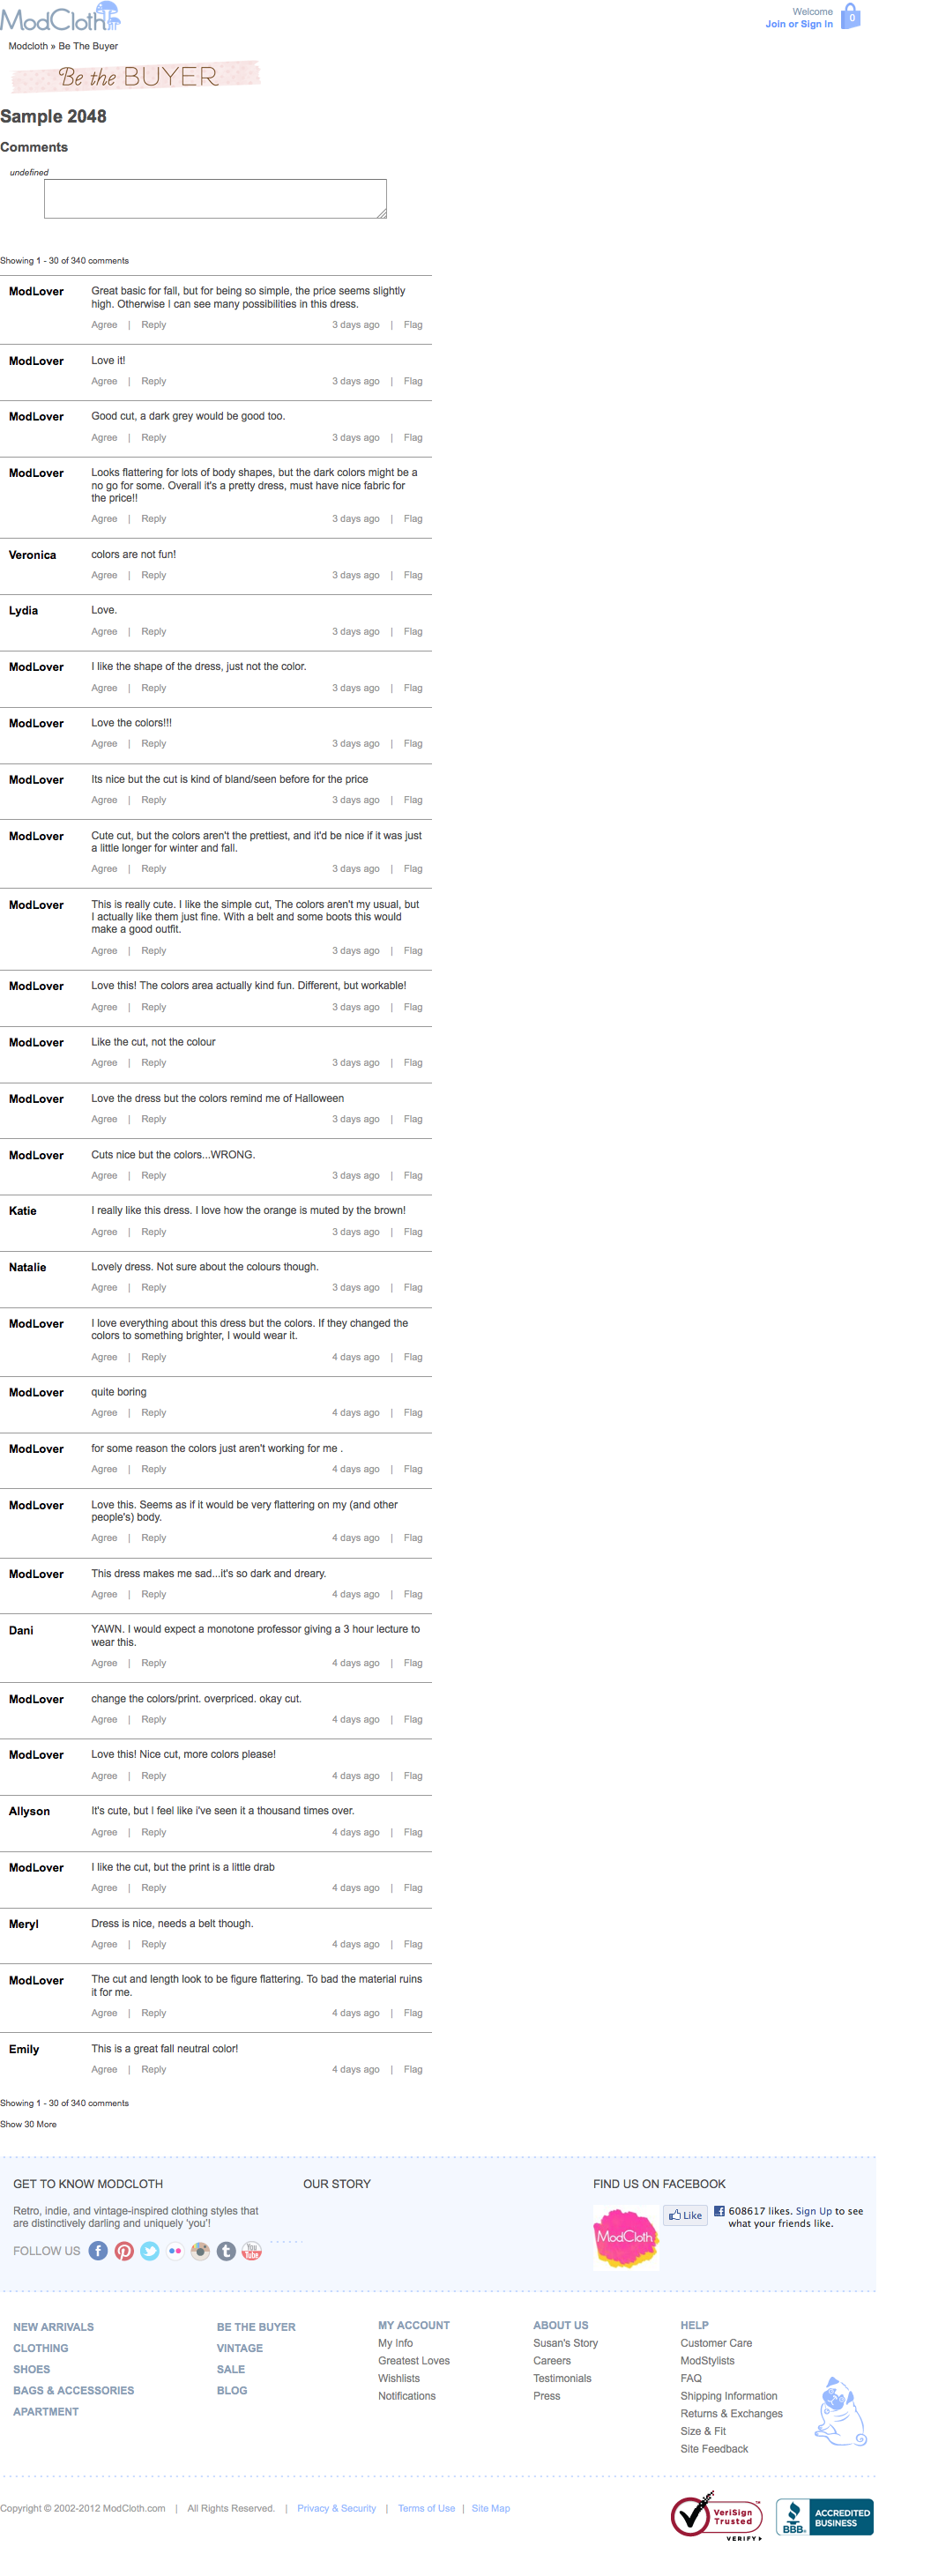 ModCloth
Welcome
Join or Sign In
0
Modcloth » Be The Buyer
Be the BUYER
Sample 2048
Comments
undefined
Showing 1 - 30 of 340 comments
ModLover
Great basic for fall, but for being so simple, the price seems slightly
high. Otherwise I can see many possibilities in this dress.
Agree | Reply 3 days ago | Flag
ModLover
Love it!
Agree | Reply 3 days ago | Flag
ModLover
Good cut, a dark grey would be good too.
Agree | Reply 3 days ago | Flag
ModLover
Looks flattering for lots of body shapes, but the dark colors might be a
no go for some. Overall it's a pretty dress, must have nice fabric for
the price!!
Agree | Reply 3 days ago | Flag
Veronica
colors are not fun!
Agree | Reply 3 days ago | Flag
Lydia
Love.
Agree | Reply 3 days ago | Flag
ModLover
I like the shape of the dress, just not the color.
Agree | Reply 3 days ago | Flag
ModLover
Love the colors!!!
Agree | Reply 3 days ago | Flag
ModLover
Its nice but the cut is kind of bland/seen before for the price
Agree | Reply 3 days ago | Flag
ModLover
Cute cut, but the colors aren't the prettiest, and it'd be nice if it was just
a little longer for winter and fall.
Agree | Reply 3 days ago | Flag
ModLover
This is really cute. I like the simple cut, The colors aren't my usual, but
I actually like them just fine. With a belt and some boots this would
make a good outfit.
Agree | Reply 3 days ago | Flag
ModLover
Love this! The colors area actually kind fun. Different, but workable!
Agree | Reply 3 days ago | Flag
ModLover
Like the cut, not the colour
Agree | Reply 3 days ago | Flag
ModLover
Love the dress but the colors remind me of Halloween
Agree | Reply 3 days ago | Flag
ModLover
Cuts nice but the colors...WRONG.
Agree | Reply 3 days ago | Flag
Katie
I really like this dress. I love how the orange is muted by the brown!
Agree | Reply 3 days ago | Flag
Natalie
Lovely dress. Not sure about the colours though.
Agree | Reply 3 days ago | Flag
ModLover
I love everything about this dress but the colors. If they changed the
colors to something brighter, I would wear it.
Agree | Reply 4 days ago | Flag
ModLover
quite boring
Agree | Reply 4 days ago | Flag
ModLover
for some reason the colors just aren't working for me .
Agree | Reply 4 days ago | Flag
ModLover
Love this. Seems as if it would be very flattering on my (and other
people's) body.
Agree | Reply 4 days ago | Flag
ModLover
This dress makes me sad...it's so dark and dreary.
Agree | Reply 4 days ago | Flag
Dani
YAWN. I would expect a monotone professor giving a 3 hour lecture to
wear this.
Agree | Reply 4 days ago | Flag
ModLover
change the colors/print. overpriced. okay cut.
Agree | Reply 4 days ago | Flag
ModLover
Love this! Nice cut, more colors please!
Agree | Reply 4 days ago | Flag
Allyson
It's cute, but I feel like i've seen it a thousand times over.
Agree | Reply 4 days ago | Flag
ModLover
I like the cut, but the print is a little drab
Agree | Reply 4 days ago | Flag
Meryl
Dress is nice, needs a belt though.
Agree | Reply 4 days ago | Flag
ModLover
The cut and length look to be figure flattering. To bad the material ruins
it for me.
Agree | Reply 4 days ago | Flag
Emily
This is a great fall neutral color!
Agree | Reply 4 days ago | Flag
Showing 1 - 30 of 340 comments
Show 30 More
GET TO KNOW MODCLOTH
Retro, indie, and vintage-inspired clothing styles that
are distinctively darling and uniquely 'you'!
FOLLOW US
You Tube
OUR STORY
FIND US ON FACEBOOK
ModCloth
Like
608617 likes. Sign Up to see
what your friends like.
NEW ARRIVALS
CLOTHING
SHOES
BAGS & ACCESSORIES
APARTMENT
BE THE BUYER
VINTAGE
SALE
BLOG
MY ACCOUNT
My Info
Greatest Loves
Wishlists
Notifications
ABOUT US
Susan's Story
Careers
Testimonials
Press
HELP
Customer Care
ModStylists
FAQ
Shipping Information
Returns & Exchanges
Size & Fit
Site Feedback
Copyright © 2002-2012 ModCloth.com | All Rights Reserved. | Privacy & Security | Terms of Use | Site Map
VeriSign
Trusted
VERIFY
BBB.
ACCREDITED
BUSINESS